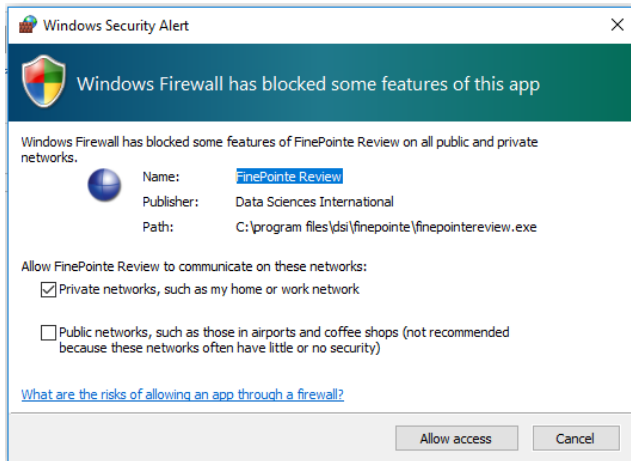 Windows Security Alert
Windows Firewall has blocked some features of this app
Windows Firewall has blocked some features of FinePointe Review on all public and private
networks.
Name: FinePointe Review
Publisher: Data Sciences International
Path: C:\program files\dsi\finepointe\finepointereview.exe
Allow FinePointe Review to communicate on these networks:
Private networks, such as my home or work network
Public networks, such as those in airports and coffee shops (not recommended
because these networks often have little or no security)
What are the risks of allowing an app through a firewall?
Allow access Cancel